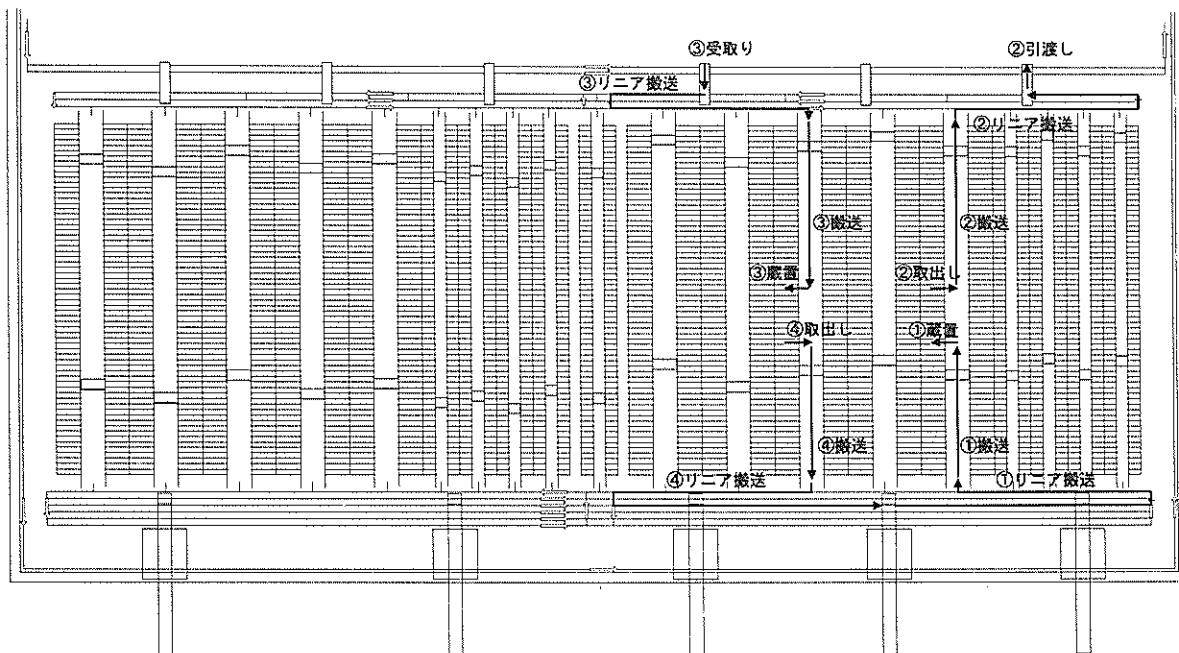 ③受取り
②引渡し
③リニア搬送
②リニア搬送
③搬送
②搬送
③蔵置
②取出し
④取出し
①蔵置
④搬送
①搬送
④リニア搬送
①リニア搬送